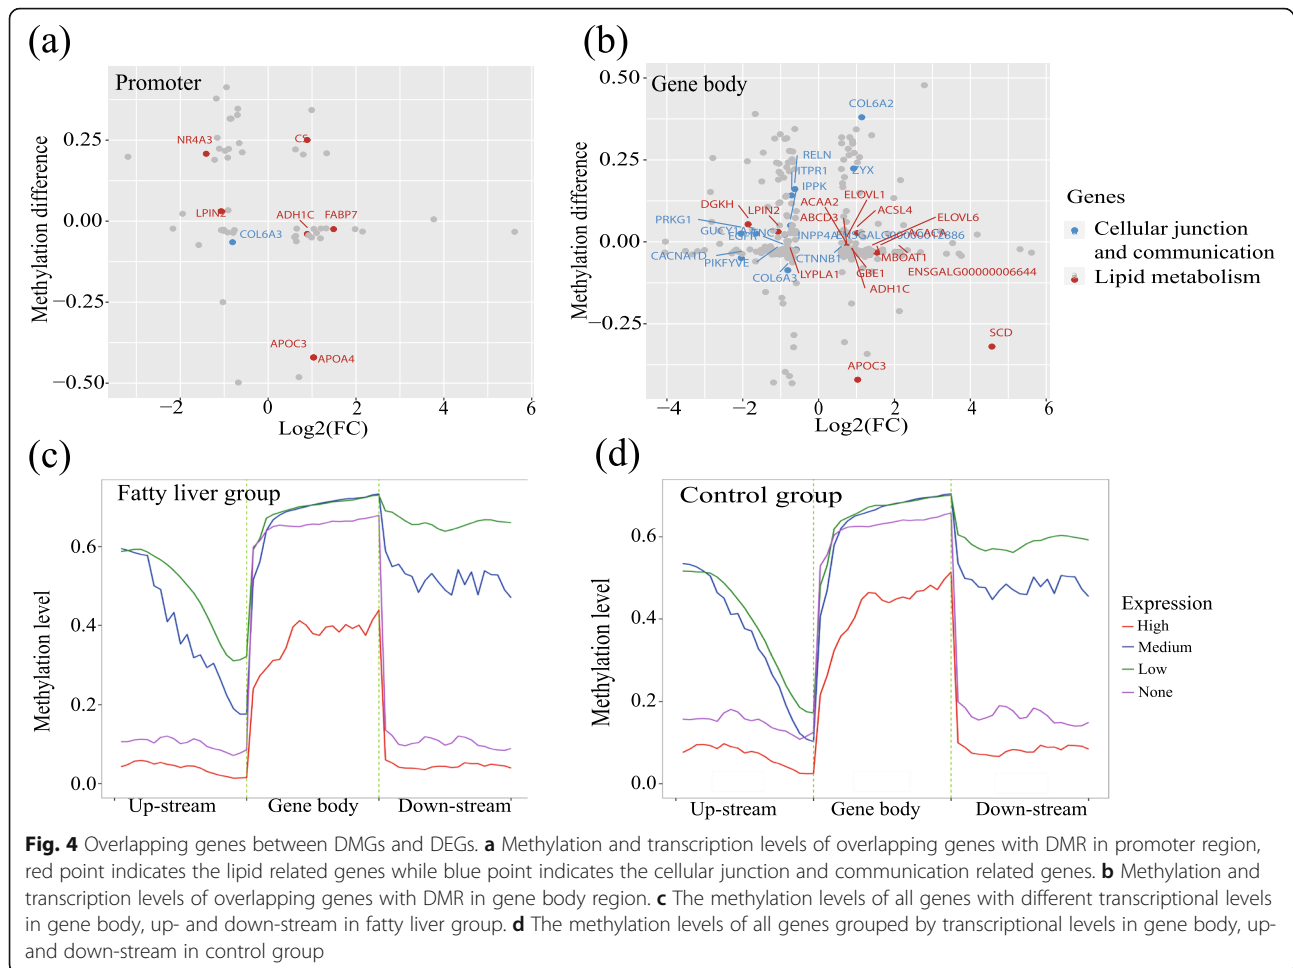 (a)
Promoter
Methylation difference
0.25
0.00
−0.25
−0.50
NR4A3
CS
LPIN2
COL6A3
ADH1C
FABP7
APOC3
APOA4
−2
0
2
4
6
Log2(FC)
(b)
Gene body
Methylation difference
0.50
0.25
0.00
−0.25
COL6A2
RELN
ITPR1
ZYX
IPPK
ACAA2
ELOVL1
DGKH
LPIN2
ABCD3
ACSL4
ELOVL6
PRKG1
INPP4A
ACACA
CACNA1D
PIKFYVE
CTNNB1
MBOAT1
COL6A3
LYPLA1
GBE1
ENSGALG00000006644
ADH1C
SCD
APOC3
−4
−2
0
2
4
6
Log2(FC)
Genes
Cellular junction
and communication
Lipid metabolism
(c)
Fatty liver group
Methylation level
0.6
0.4
0.2
0.0
Up-stream
Gene body
Down-stream
(d)
Control group
Methylation level
0.6
0.4
0.2
0.0
Up-stream
Gene body
Down-stream
Expression
High
Medium
Low
None
Fig. 4 Overlapping genes between DMGs and DEGs. a Methylation and transcription levels of overlapping genes with DMR in promoter region,
red point indicates the lipid related genes while blue point indicates the cellular junction and communication related genes. b Methylation and
transcription levels of overlapping genes with DMR in gene body region. c The methylation levels of all genes with different transcriptional levels
in gene body, up- and down-stream in fatty liver group. d The methylation levels of all genes grouped by transcriptional levels in gene body, up-
and down-stream in control group